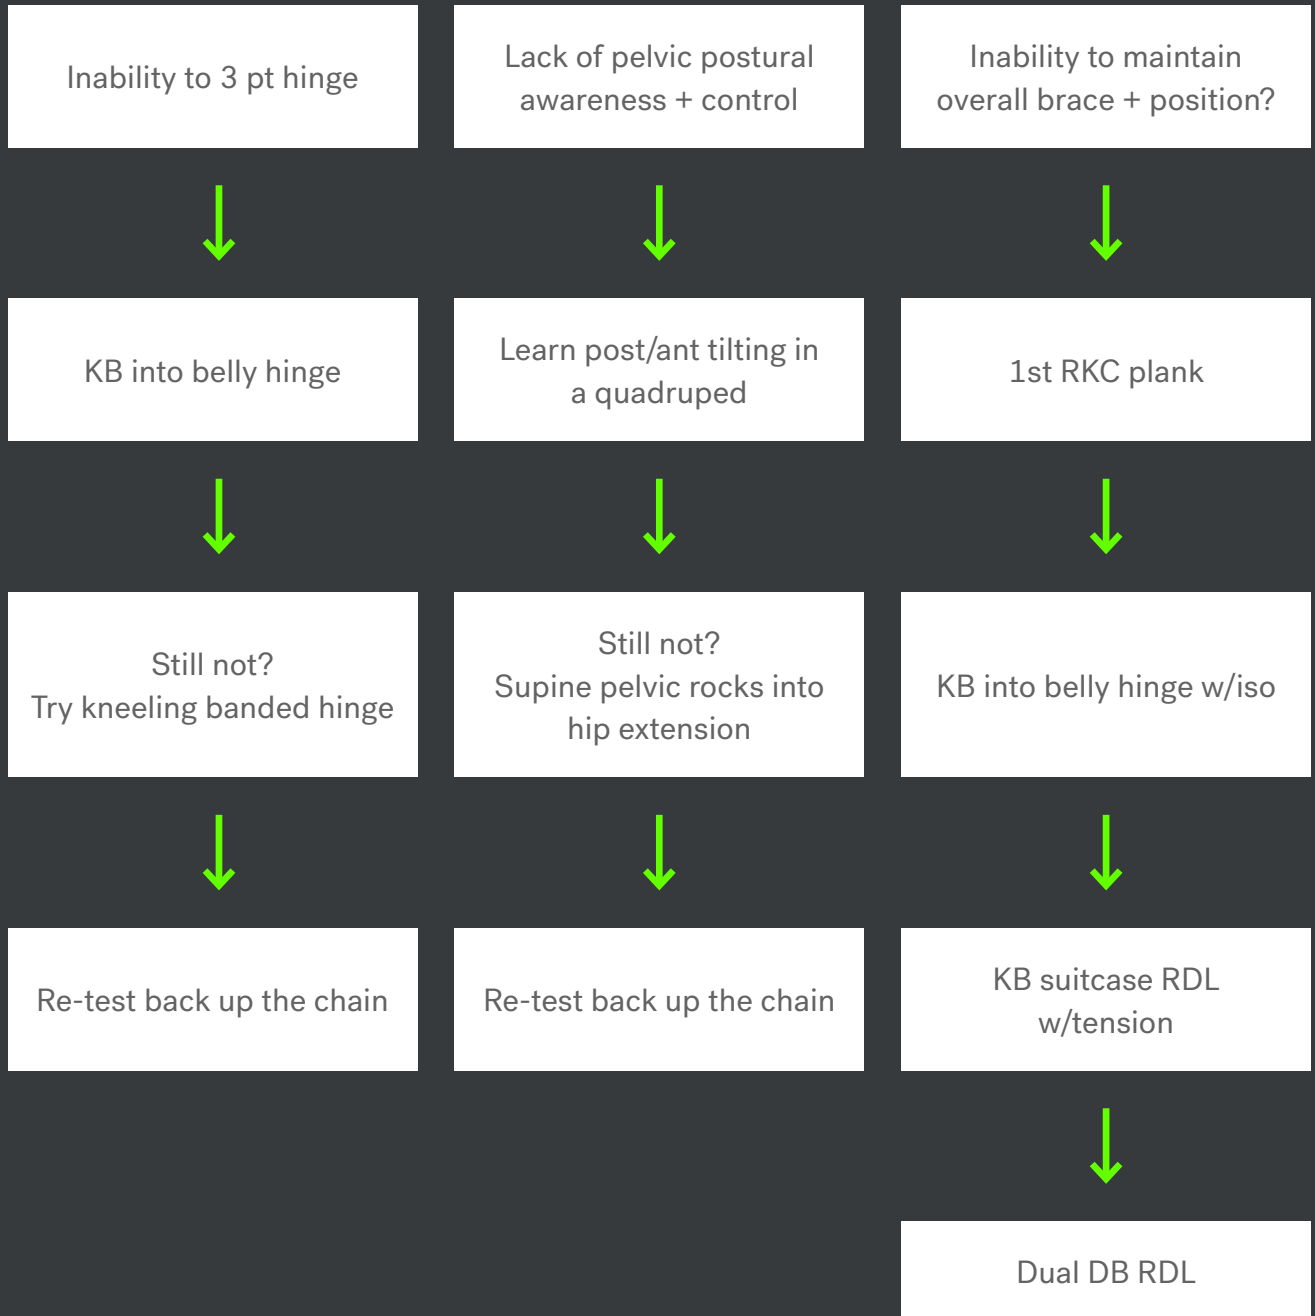 Inability to 3 pt hinge
KB into belly hinge
Still not?
Try kneeling banded hinge
Re-test back up the chain
Lack of pelvic postural
awareness + control
Learn post/ant tilting in
a quadruped
Still not?
Supine pelvic rocks into
hip extension
Re-test back up the chain
Inability to maintain
overall brace + position?
1st RKC plank
KB into belly hinge w/iso
KB suitcase RDL
w/tension
Dual DB RDL